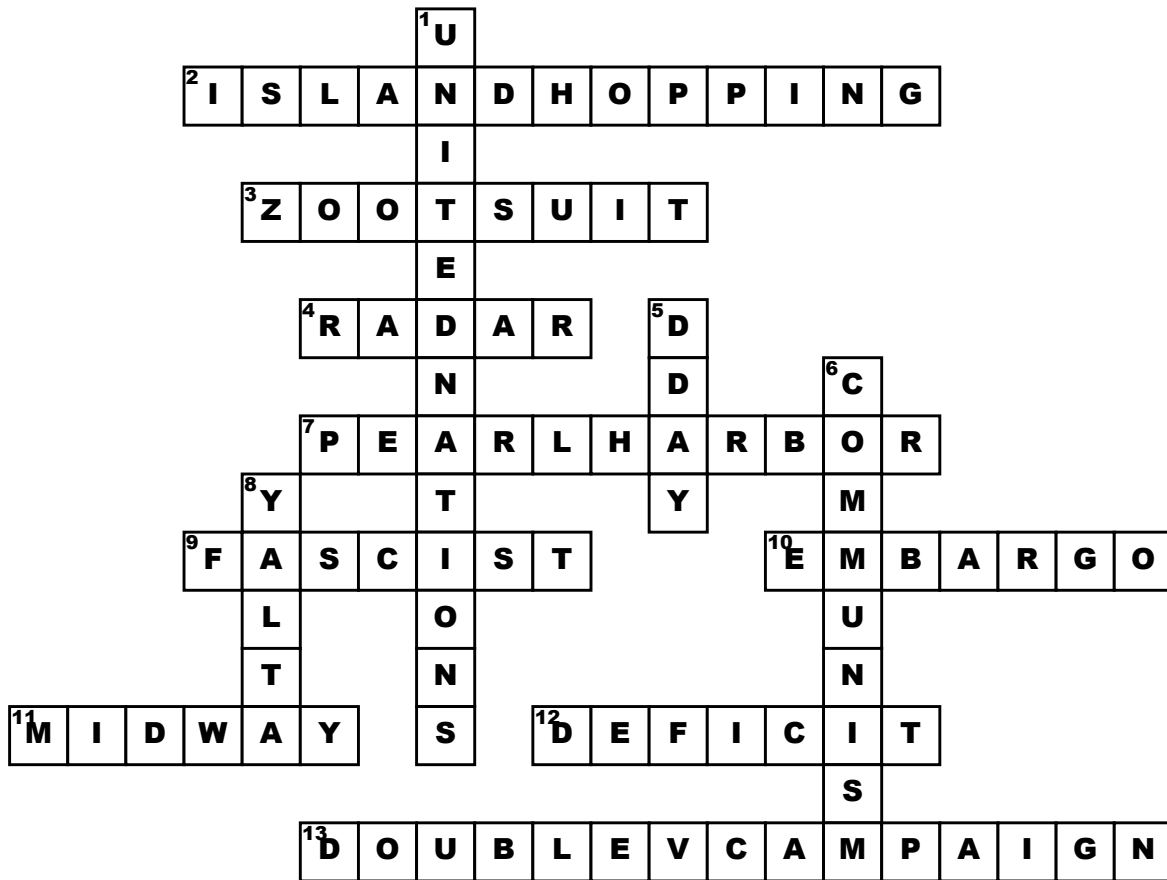 1 U
2 I S L A N D H O P P I N G
I
3 Z O O T S U I T
E
4 R A D A R 5 D
N D 6 C
7 P E A R L H A R B O R
8 Y T Y M
9 F A S C I S T 10 E M B A R G O
L O U
T N N
11 M I D W A Y S 12 D E F I C I T
S
13 D O U B L E V C A M P A I G N